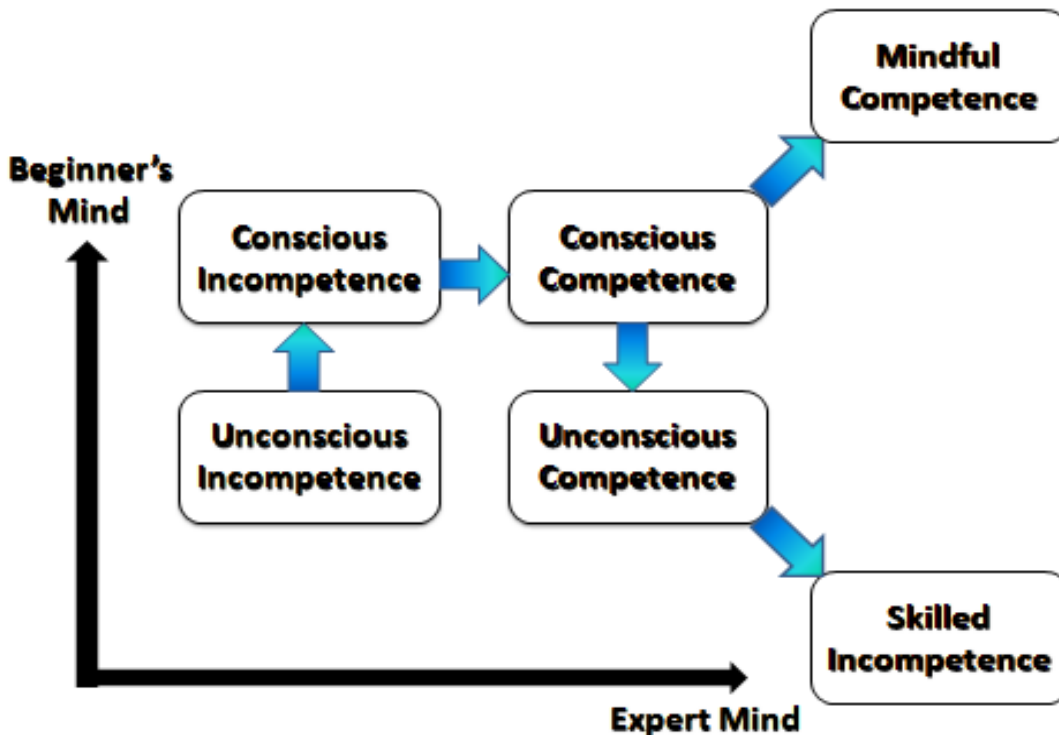 Mindful
Competence
Beginner's
Mind
Conscious
Incompetence
Conscious
Competence
Unconscious
Incompetence
Unconscious
Competence
Skilled
Incompetence
Expert Mind